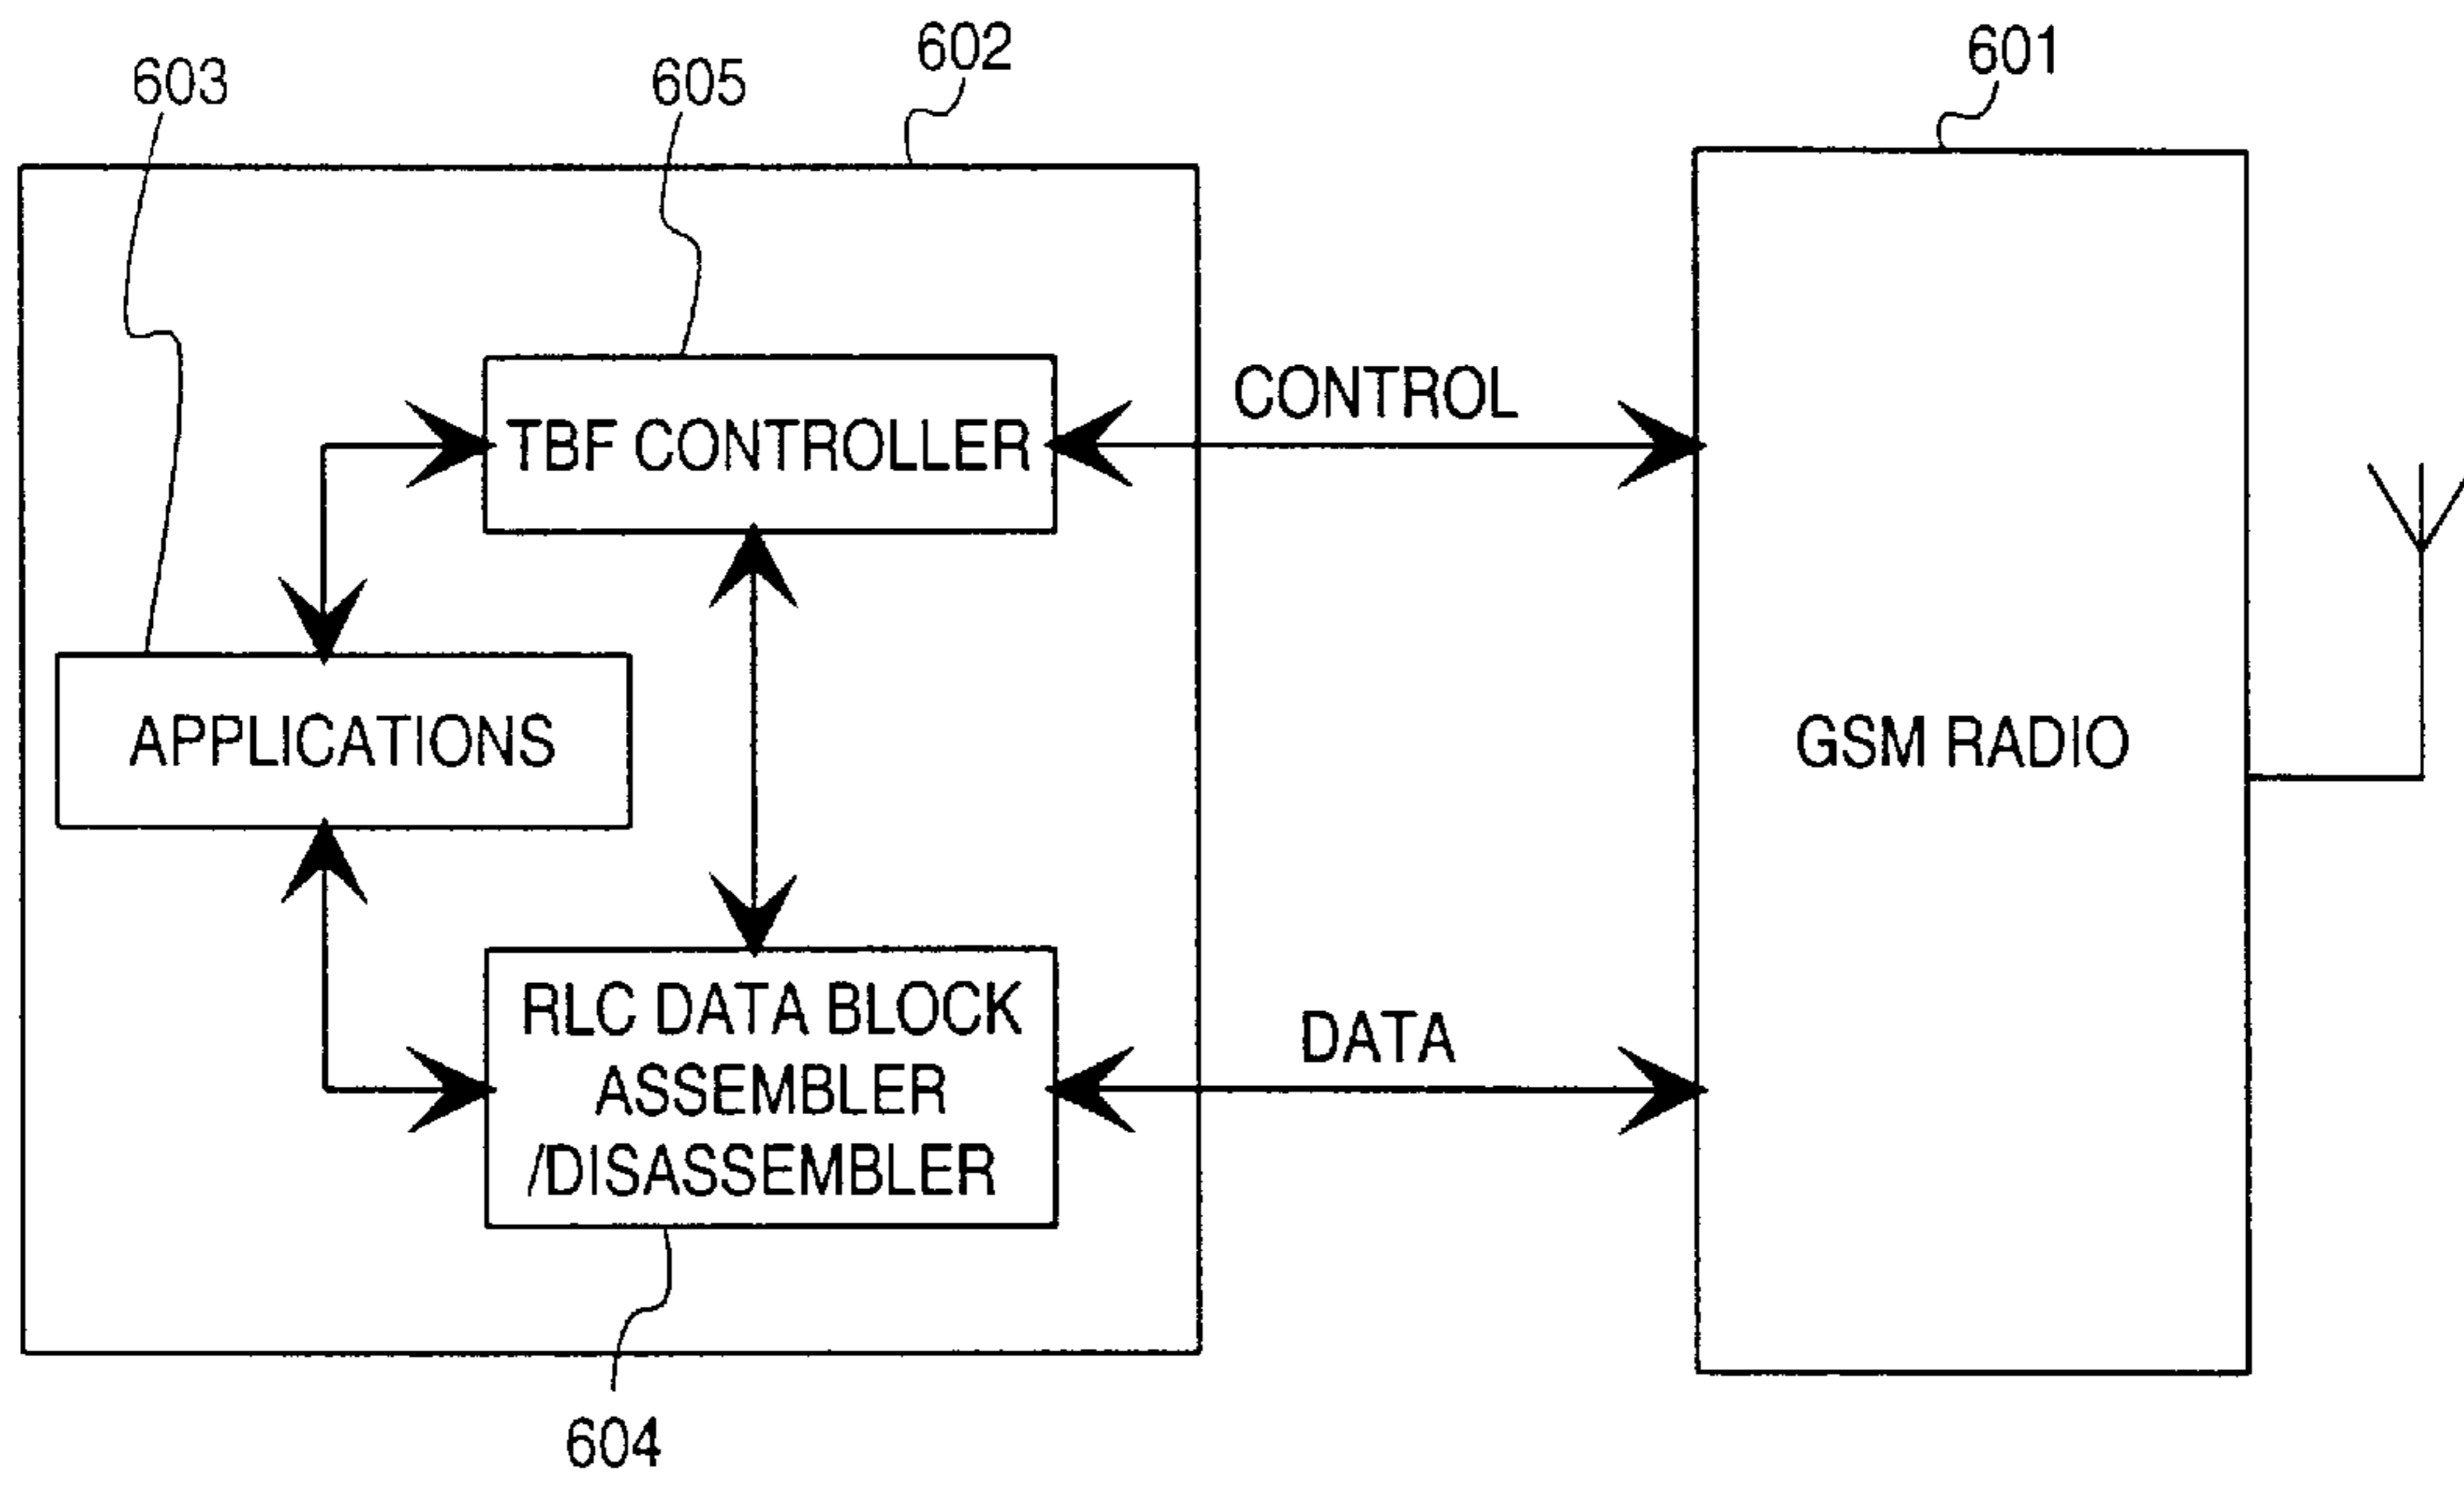 602
601
603
605
CONTROL
TBF CONTROLLER
APPLICATIONS
GSM RADIO
RLC DATA BLOCK
ASSEMBLER
/DISASSEMBLER
DATA
604